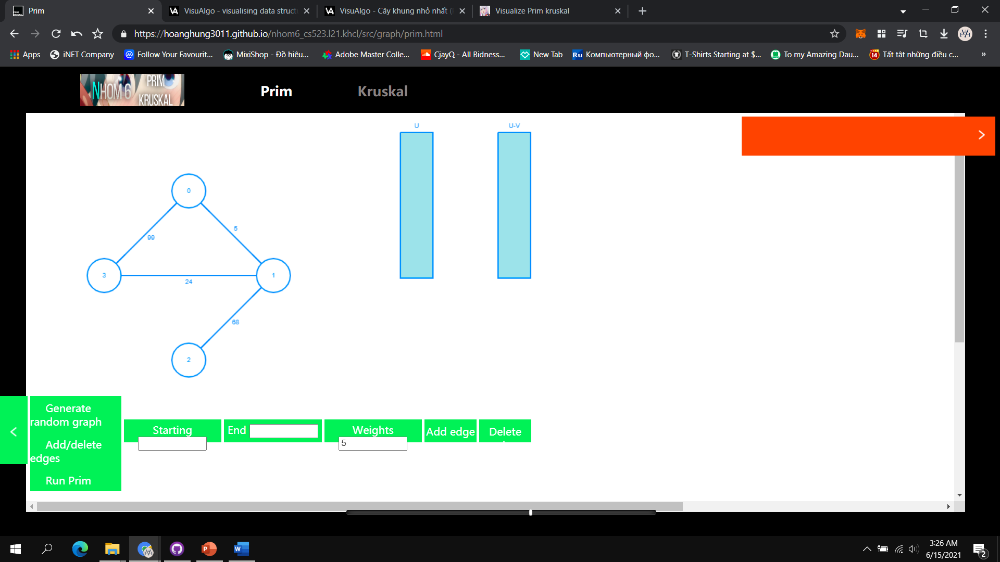 Prim
VisuAlgo - visualising data struct
VisuAlgo - Cây khung nhỏ nhất (
Visualize Prim kruskal
https://hoanghung3011.github.io/nhom6_cs523.l21.khcl/src/graph/prim.html
Apps
iNET Company
Follow Your Favourit...
MixiShop - Đồ hiệu...
Adobe Master Colle...
CjayQ - All Bidness...
New Tab
Ru
Компьютерный фо...
T-Shirts Starting at $...
To my Amazing Dau...
14
Tất tật những điều c...
»
NHOM 6
PRIM
KRUSKAL
Prim
Kruskal
U
U-V
0
5
99
3
1
24
68
2
Generate
random graph
Add/delete
edges
Run Prim
Starting
End
Weights
5
Add edge
Delete
3:26 AM
6/15/2021
2